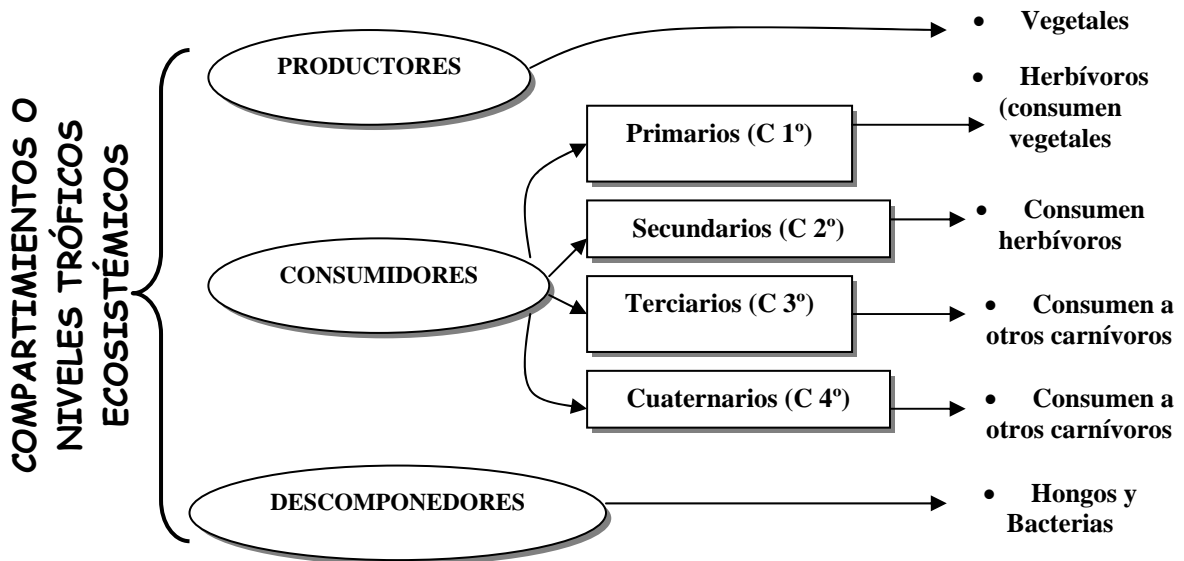 COMPARTIMIENTOS O
NIVELES TRÓFICOS
ECOSISTÉMICOS
PRODUCTORES
• Vegetales
CONSUMIDORES
Primarios (C 1º)
• Herbívoros
(consumen
vegetales
Secundarios (C 2º)
• Consumen
herbívoros
Terciarios (C 3º)
• Consumen a
otros carnívoros
Cuaternarios (C 4º)
• Consumen a
otros carnívoros
DESCOMPONEDORES
• Hongos y
Bacterias